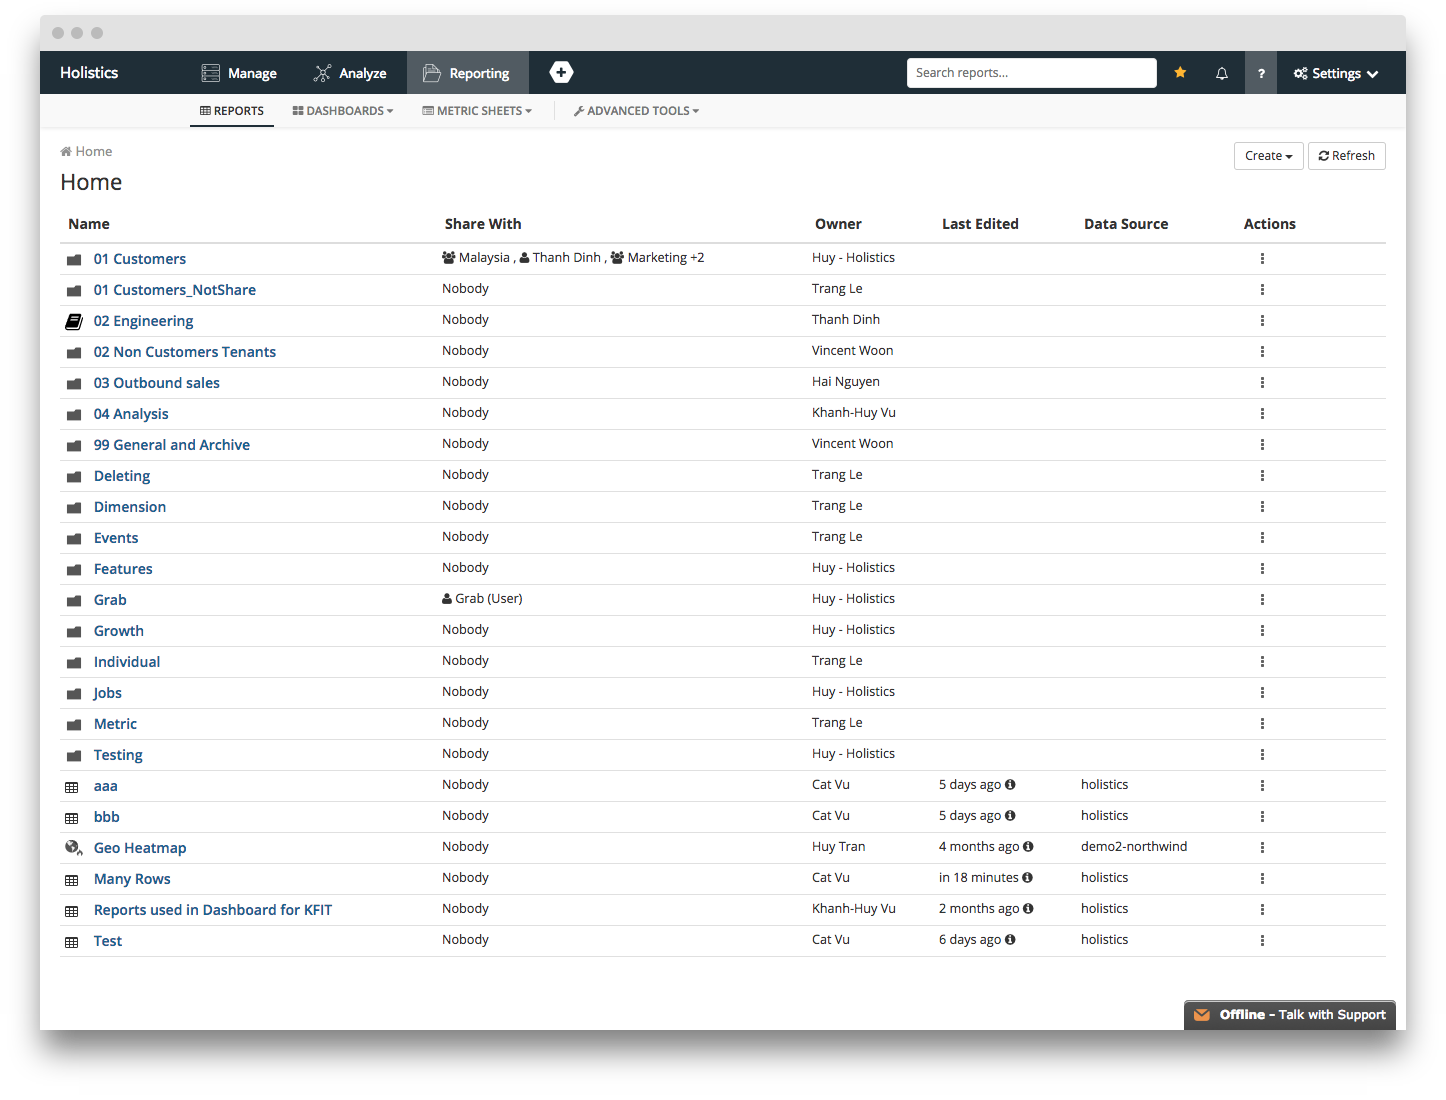 Holistics Manage Analyze Reporting Search reports... ? Settings
REPORTS DASHBOARDS METRIC SHEETS ADVANCED TOOLS
Home Create Refresh
Home
Name Share With Owner Last Edited Data Source Actions
01 Customers Malaysia , Thanh Dinh , Marketing +2 Huy - Holistics
01 Customers_NotShare Nobody Trang Le
02 Engineering Nobody Thanh Dinh
02 Non Customers Tenants Nobody Vincent Woon
03 Outbound sales Nobody Hai Nguyen
04 Analysis Nobody Khanh-Huy Vu
99 General and Archive Nobody Vincent Woon
Deleting Nobody Trang Le
Dimension Nobody Trang Le
Events Nobody Trang Le
Features Nobody Huy - Holistics
Grab Grab (User) Huy - Holistics
Growth Nobody Huy - Holistics
Individual Nobody Trang Le
Jobs Nobody Huy - Holistics
Metric Nobody Trang Le
Testing Nobody Huy - Holistics
aaa Nobody Cat Vu 5 days ago holistics
bbb Nobody Cat Vu 5 days ago holistics
Geo Heatmap Nobody Huy Tran 4 months ago demo2-northwind
Many Rows Nobody Cat Vu in 18 minutes holistics
Reports used in Dashboard for KFIT Nobody Khanh-Huy Vu 2 months ago holistics
Test Nobody Cat Vu 6 days ago holistics
Offline - Talk with Support